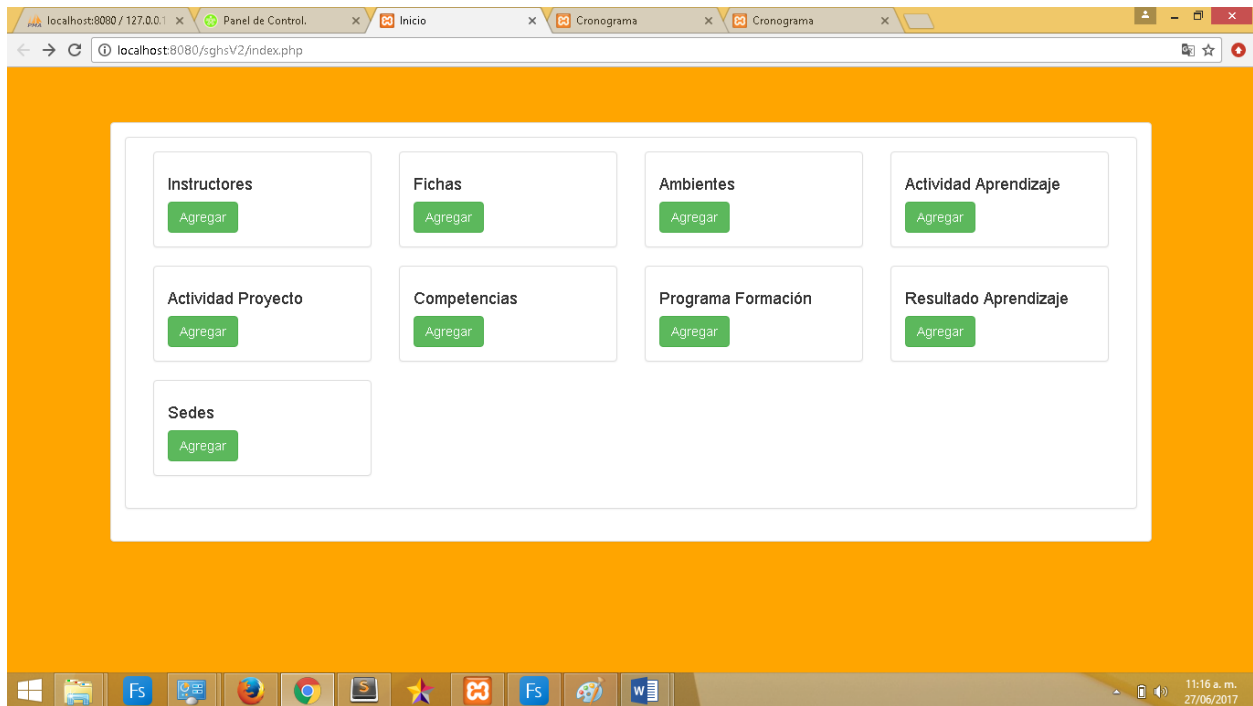 localhost:8080 / 127.0.0.1
Panel de Control.
Inicio
Cronograma
Cronograma
localhost:8080/sghsV2/index.php
Instructores
Agregar
Fichas
Agregar
Ambientes
Agregar
Actividad Aprendizaje
Agregar
Actividad Proyecto
Agregar
Competencias
Agregar
Programa Formación
Agregar
Resultado Aprendizaje
Agregar
Sedes
Agregar
Fs
S
Fs
W
11:16 a. m.
27/06/2017